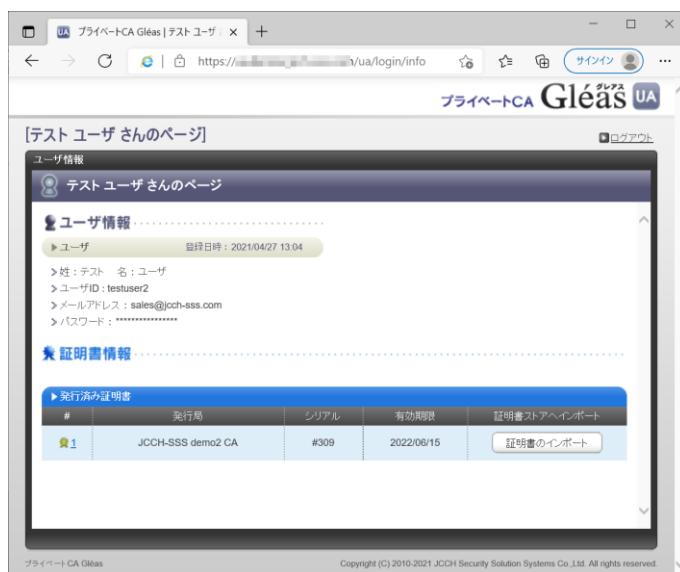 プライベートCA Gléas | テスト ユーザ
https:// /ua/login/info
サインイン
プライベートCA Gléas グレアス UA
[テスト ユーザ さんのページ]
ログアウト
ユーザ情報
テスト ユーザ さんのページ
ユーザ情報
ユーザ 登録日時：2021/04/27 13:04
姓：テスト 名：ユーザ
ユーザID：testuser2
メールアドレス：sales@jcch-sss.com
パスワード：****************
証明書情報
発行済み証明書
# 発行局 シリアル 有効期限 証明書ストアへインポート
1 JCCH-SSS demo2 CA #309 2022/06/15 証明書のインポート
プライベートCA Gléas Copyright (C) 2010-2021 JCCH Security Solution Systems Co.,Ltd. All rights reserved.